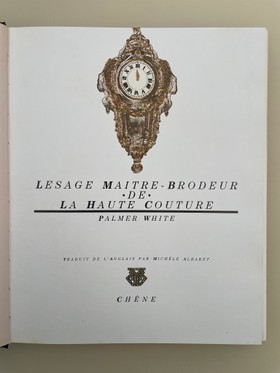 LESAGE MAITRE-BRODEUR
•DE•
LA HAUTE COUTURE
PALMER WHITE
TRADUIT DE L'ANGLAIS PAR MICHÈLE ALBARET
CHÊNE